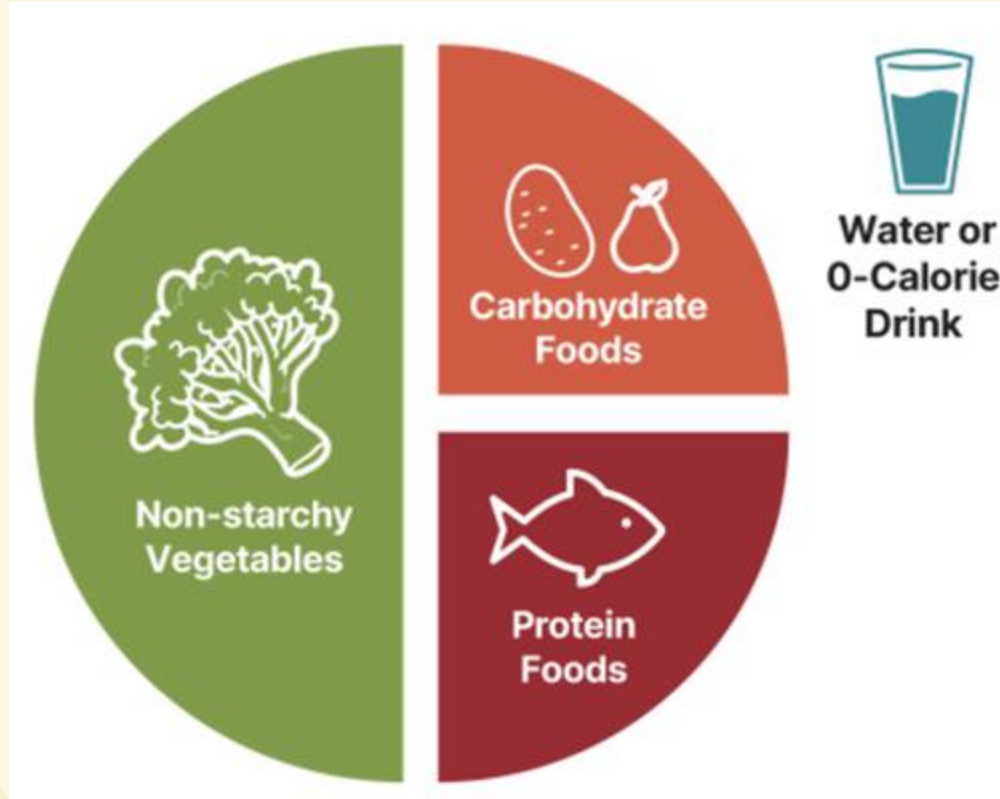 Non-starchy
Vegetables
Carbohydrate
Foods
Protein
Foods
Water or
0-Calorie
Drink